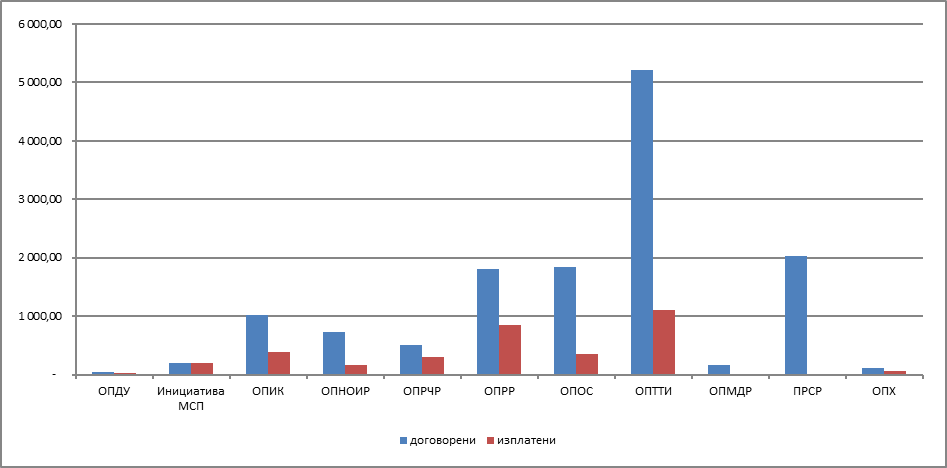 6 000,00
5 000,00
4 000,00
3 000,00
2 000,00
1 000,00
-
ОПДУ
Инициатива
МСП
ОПИК
ОПНОИР
ОПРЧР
ОПРР
ОПОС
ОПТТИ
ОПМДР
ПРСР
ОПХ
договорени
изплатени